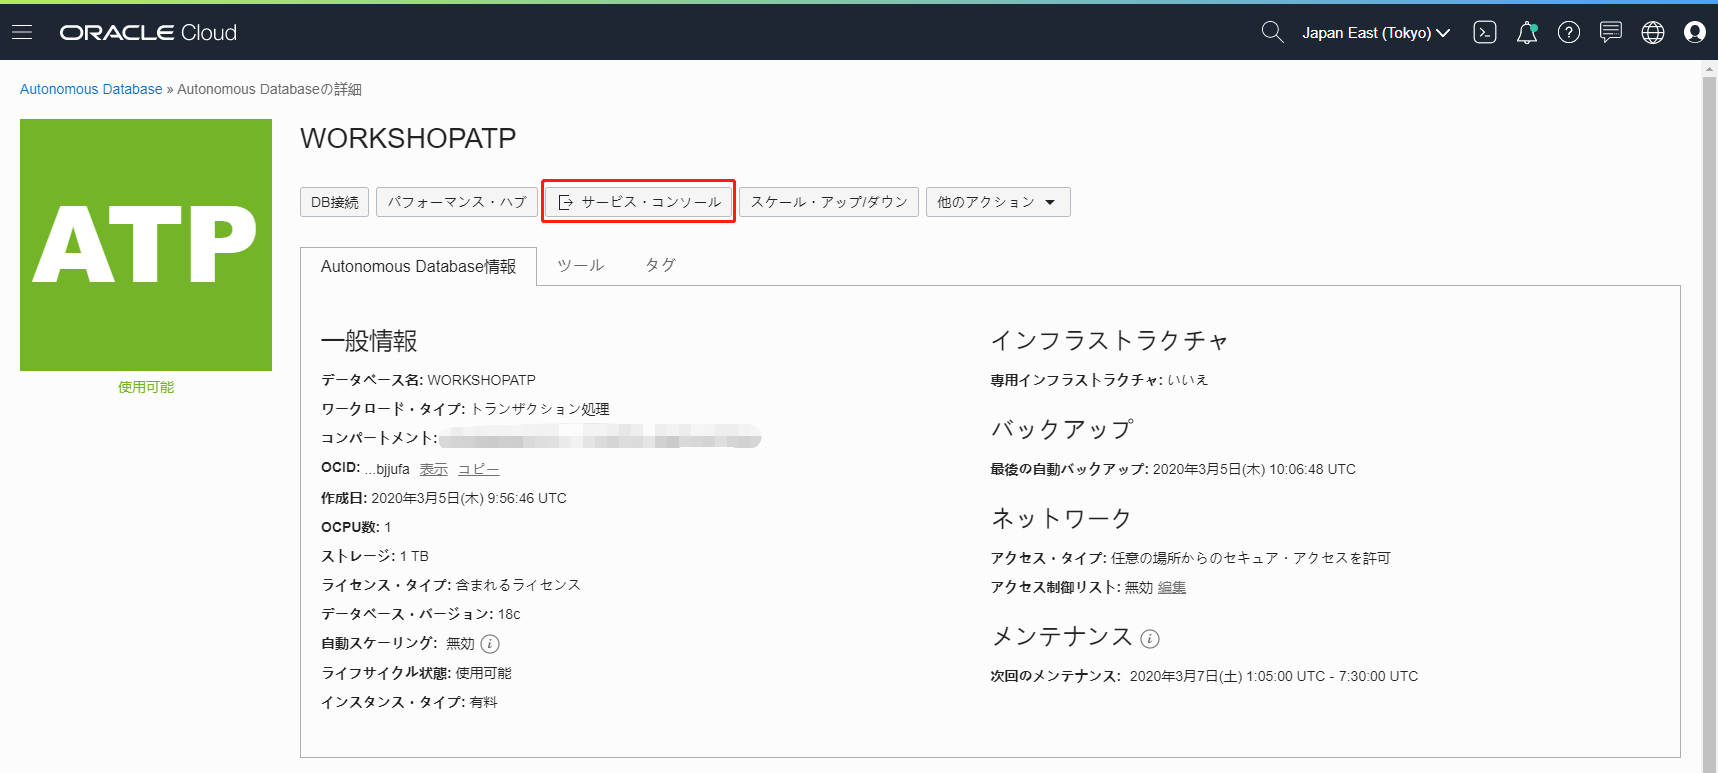 ORACLE Cloud
Japan East (Tokyo)
Autonomous Database » Autonomous Databaseの詳細
ATP
使用可能
WORKSHOPATP
DB接続
パフォーマンス・ハブ
サービス・コンソール
スケール・アップ/ダウン
他のアクション
Autonomous Database情報
ツール
タグ
一般情報
データベース名: WORKSHOPATP
ワークロード・タイプ: トランザクション処理
コンパートメント:
OCID: ...bjjufa 表示 コピー
作成日: 2020年3月5日(木) 9:56:46 UTC
OCPU数: 1
ストレージ: 1 TB
ライセンス・タイプ: 含まれるライセンス
データベース・バージョン: 18c
自動スケーリング: 無効
ライフサイクル状態: 使用可能
インスタンス・タイプ: 有料
インフラストラクチャ
専用インフラストラクチャ: いいえ
バックアップ
最後の自動バックアップ: 2020年3月5日(木) 10:06:48 UTC
ネットワーク
アクセス・タイプ: 任意の場所からのセキュア・アクセスを許可
アクセス制御リスト: 無効 編集
メンテナンス
次回のメンテナンス: 2020年3月7日(土) 1:05:00 UTC - 7:30:00 UTC